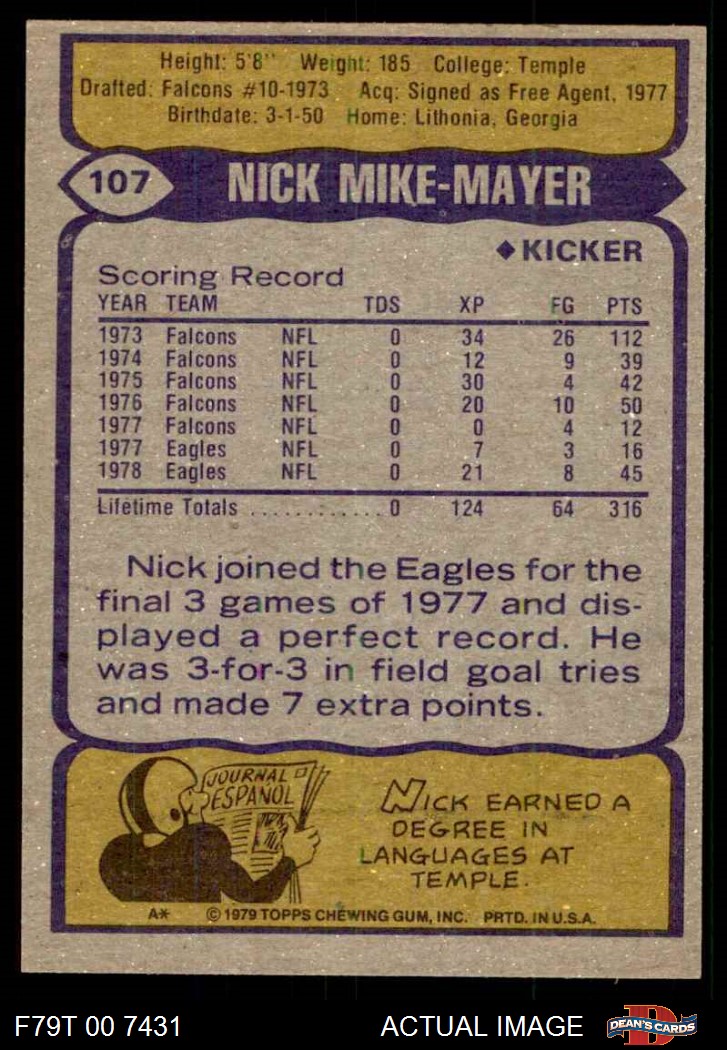 Height: 5'8" Weight: 185 College: Temple
Drafted: Falcons #10-1973 Acq: Signed as Free Agent, 1977
Birthdate: 3-1-50 Home: Lithonia, Georgia
107 NICK MIKE-MAYER
◆KICKER
Scoring Record
YEAR TEAM TDS XP FG PTS
1973 Falcons NFL 0 34 26 112
1974 Falcons NFL 0 12 9 39
1975 Falcons NFL 0 30 4 42
1976 Falcons NFL 0 20 10 50
1977 Falcons NFL 0 0 4 12
1977 Eagles NFL 0 7 3 16
1978 Eagles NFL 0 21 8 45
Lifetime Totals ............. 0 124 64 316
Nick joined the Eagles for the
final 3 games of 1977 and dis-
played a perfect record. He
was 3-for-3 in field goal tries
and made 7 extra points.
JOURNAL
ESPAÑOL
NICK EARNED A
DEGREE IN
LANGUAGES AT
TEMPLE.
A* © 1979 TOPPS CHEWING GUM, INC. PRTD. IN U.S.A.
F79T 00 7431 ACTUAL IMAGE D DEAN'S CARDS